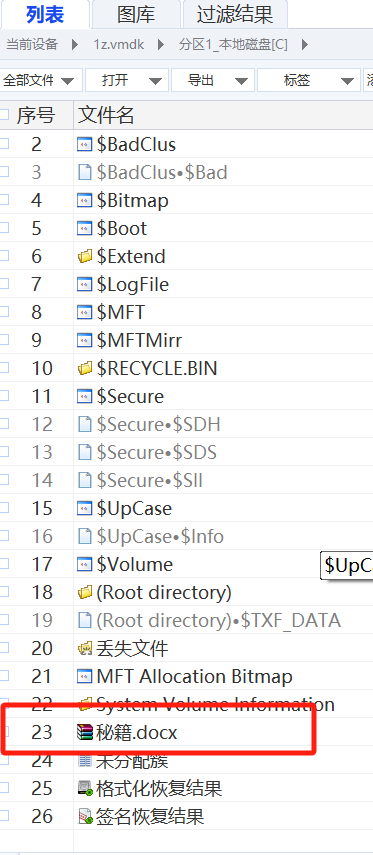 列表 图库 过滤结果
当前设备 1z.vmdk 分区1_本地磁盘[C]
全部文件 打开 导出 标签
序号 文件名
2 $BadClus
3 $BadClus•$Bad
4 $Bitmap
5 $Boot
6 $Extend
7 $LogFile
8 $MFT
9 $MFTMirr
10 $RECYCLE.BIN
11 $Secure
12 $Secure•$SDH
13 $Secure•$SDS
14 $Secure•$SII
15 $UpCase
16 $UpCase•$Info
17 $Volume $UpCa
18 (Root directory)
19 (Root directory)•$TXF_DATA
20 丢失文件
21 MFT Allocation Bitmap
22 System Volume Information
23 秘籍.docx
24 未分配簇
25 格式化恢复结果
26 签名恢复结果